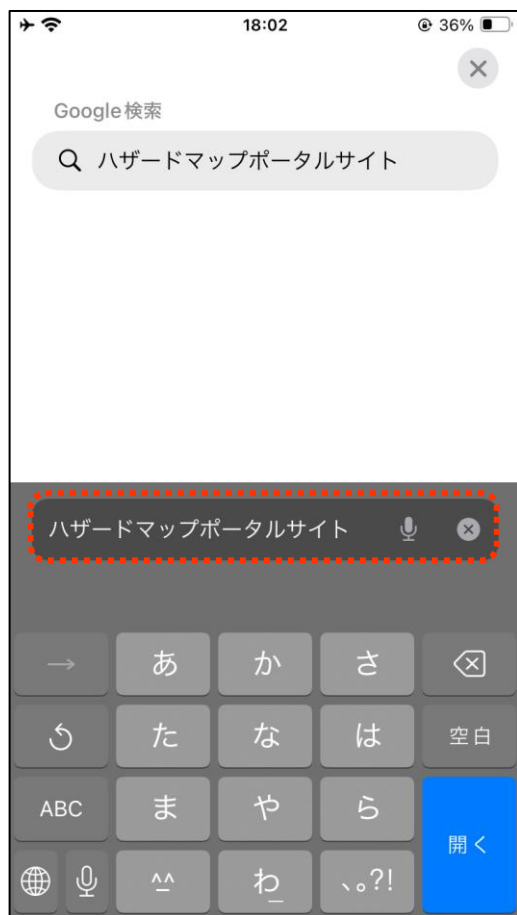 18:02
36%
Google検索
ハザードマップポータルサイト
ハザードマップポータルサイト
→ あ か さ
た な は 空白
ABC ま や ら
^^ わ 、。?! 開く